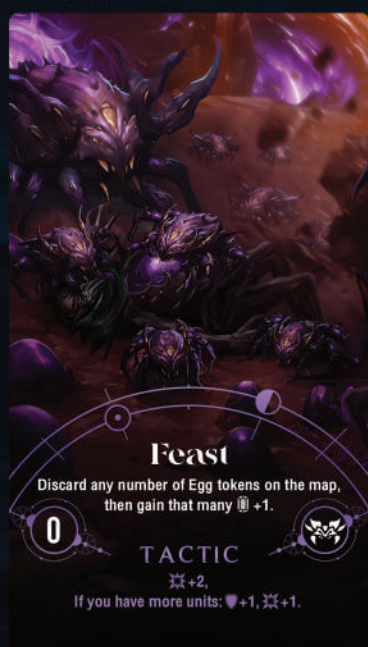 Feast
Discard any number of Egg tokens on the map,
then gain that many +1.
0
TACTIC
+2,
If you have more units: +1, +1.